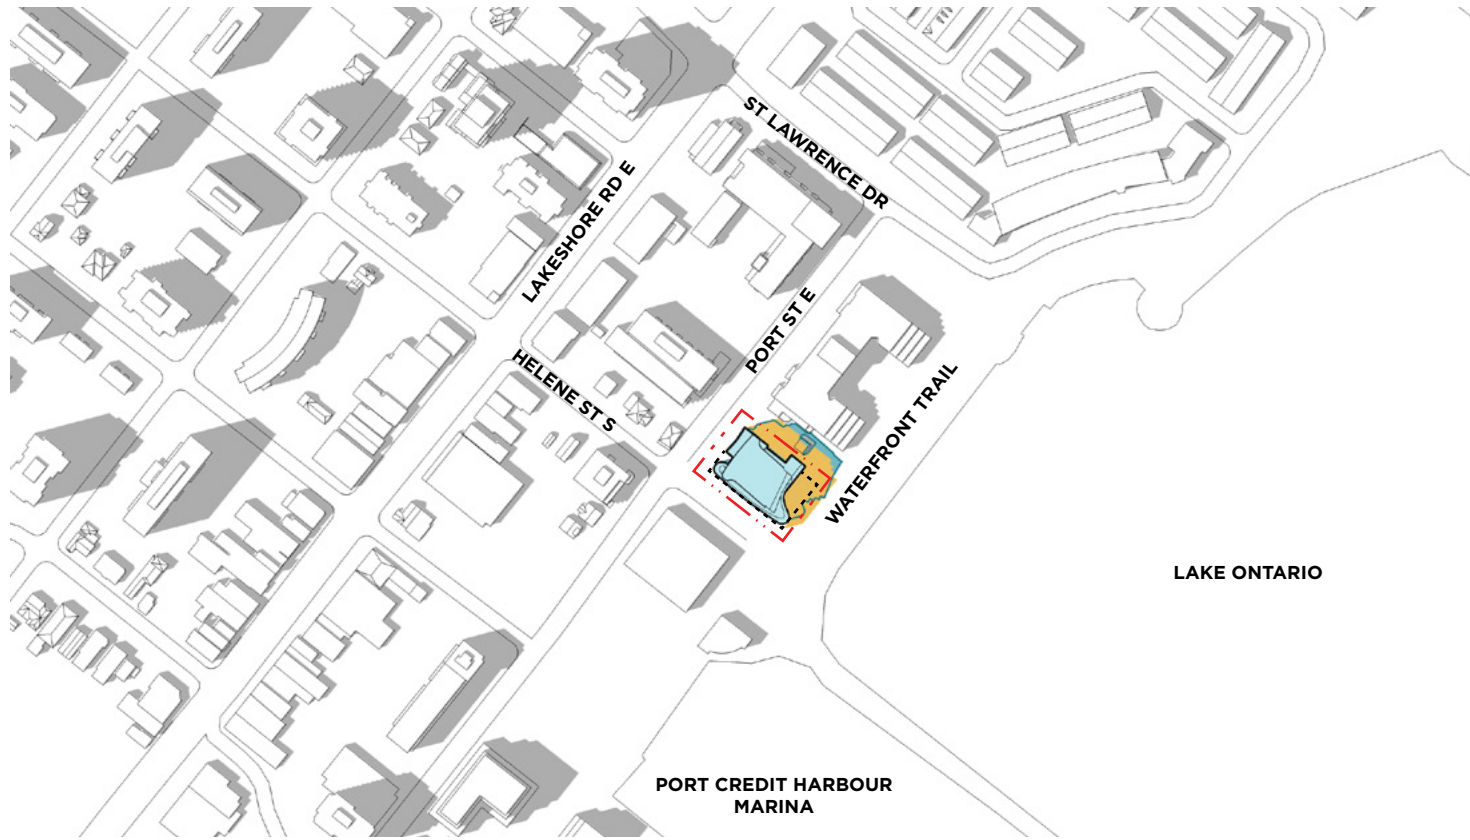 ST LAWRENCE DR
LAKESHORE RD E
PORT ST E
HELENE ST S
WATERFRONT TRAIL
LAKE ONTARIO
PORT CREDIT HARBOUR
MARINA